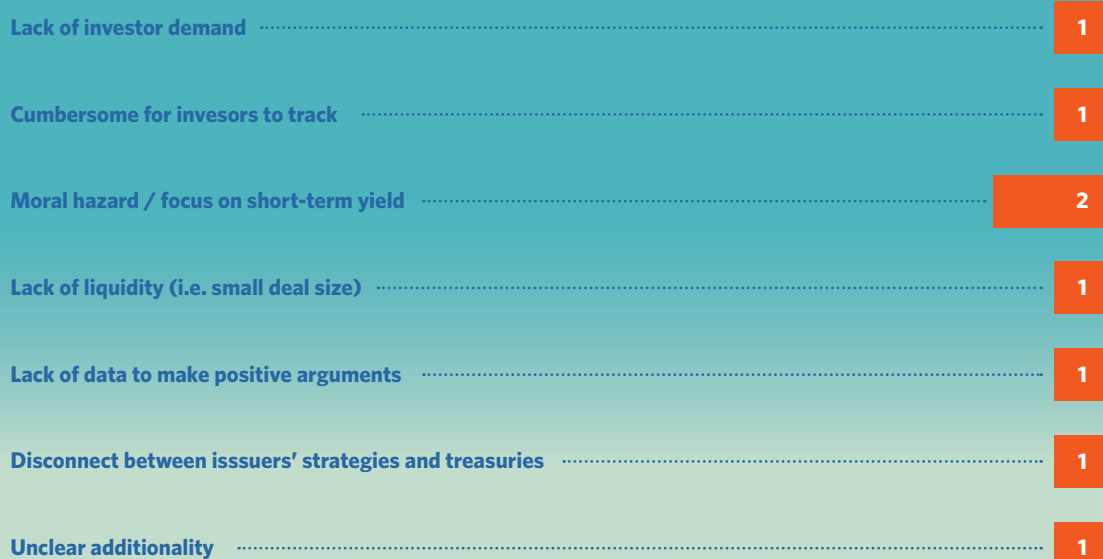 Lack of investor demand 1
Cumbersome for invesors to track 1
Moral hazard / focus on short-term yield 2
Lack of liquidity (i.e. small deal size) 1
Lack of data to make positive arguments 1
Disconnect between isssuers’ strategies and treasuries 1
Unclear additionality 1